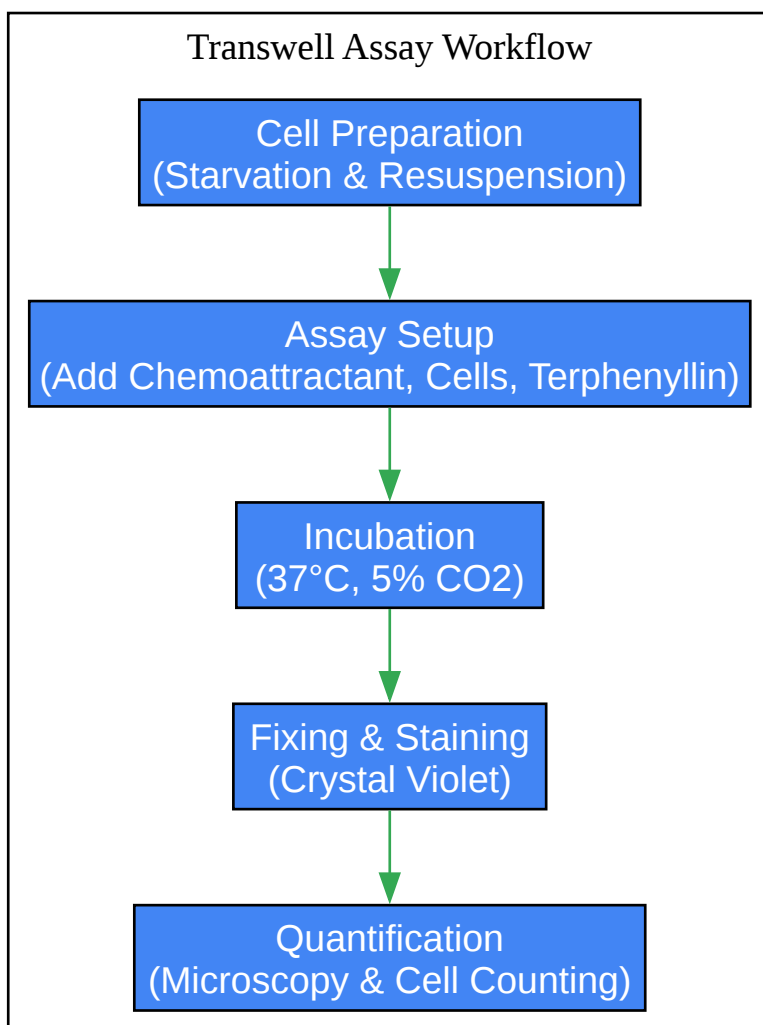 Transwell Assay Workflow
Cell Preparation
(Starvation & Resuspension)
Assay Setup
(Add Chemoattractant, Cells, Terphenyllin)
Incubation
(37°C, 5% CO2)
Fixing & Staining
(Crystal Violet)
Quantification
(Microscopy & Cell Counting)